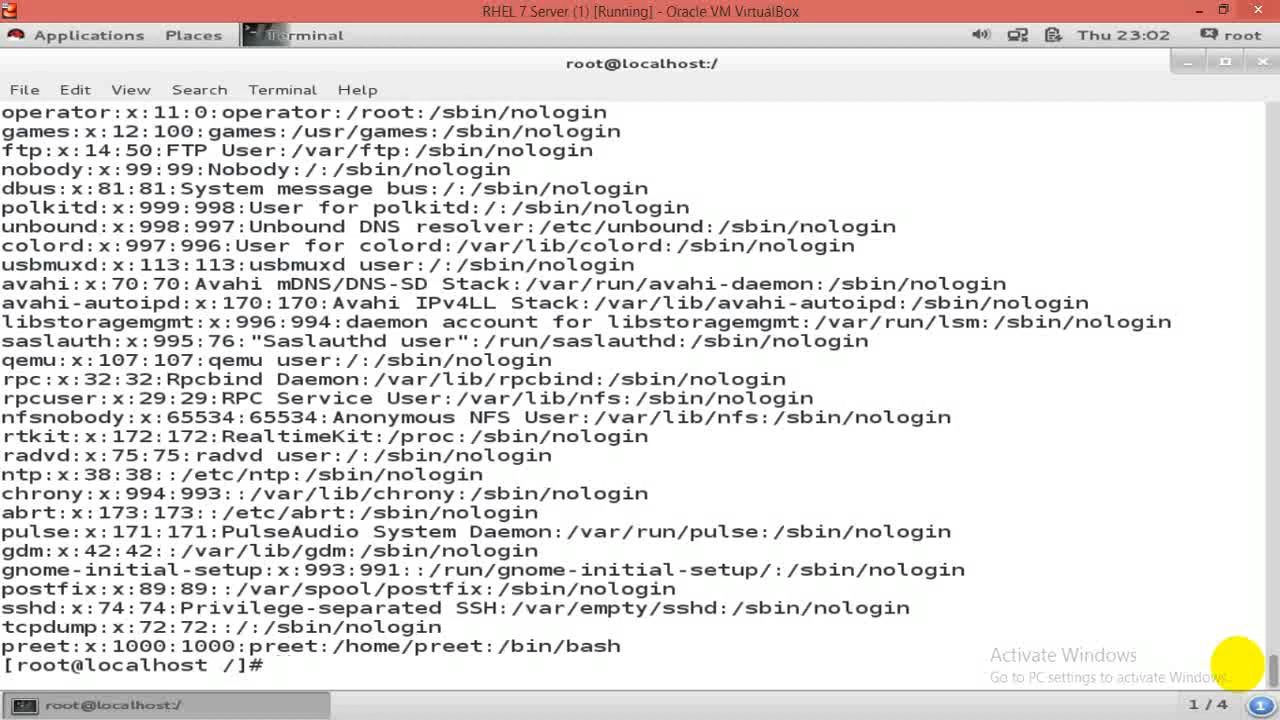 RHEL 7 Server (1) [Running] - Oracle VM VirtualBox
Applications Places Terminal Thu 23:02 root
root@localhost:/
File Edit View Search Terminal Help
operator:x:11:0:operator:/root:/sbin/nologin
games:x:12:100:games:/usr/games:/sbin/nologin
ftp:x:14:50:FTP User:/var/ftp:/sbin/nologin
nobody:x:99:99:Nobody:/:/sbin/nologin
dbus:x:81:81:System message bus:/:/sbin/nologin
polkitd:x:999:998:User for polkitd:/:/sbin/nologin
unbound:x:998:997:Unbound DNS resolver:/etc/unbound:/sbin/nologin
colord:x:997:996:User for colord:/var/lib/colord:/sbin/nologin
usbmuxd:x:113:113:usbmuxd user:/:/sbin/nologin
avahi:x:70:70:Avahi mDNS/DNS-SD Stack:/var/run/avahi-daemon:/sbin/nologin
avahi-autoipd:x:170:170:Avahi IPv4LL Stack:/var/lib/avahi-autoipd:/sbin/nologin
libstoragemgmt:x:996:994:daemon account for libstoragemgmt:/var/run/lsm:/sbin/nologin
saslauth:x:995:76:"Saslauthd user":/run/saslauthd:/sbin/nologin
qemu:x:107:107:qemu user:/:/sbin/nologin
rpc:x:32:32:Rpcbind Daemon:/var/lib/rpcbind:/sbin/nologin
rpcuser:x:29:29:RPC Service User:/var/lib/nfs:/sbin/nologin
nfsnobody:x:65534:65534:Anonymous NFS User:/var/lib/nfs:/sbin/nologin
rtkit:x:172:172:RealtimeKit:/proc:/sbin/nologin
radvd:x:75:75:radvd user:/:/sbin/nologin
ntp:x:38:38::/etc/ntp:/sbin/nologin
chrony:x:994:993::/var/lib/chrony:/sbin/nologin
abrt:x:173:173::/etc/abrt:/sbin/nologin
pulse:x:171:171:PulseAudio System Daemon:/var/run/pulse:/sbin/nologin
gdm:x:42:42::/var/lib/gdm:/sbin/nologin
gnome-initial-setup:x:993:991::/run/gnome-initial-setup/:/sbin/nologin
postfix:x:89:89::/var/spool/postfix:/sbin/nologin
sshd:x:74:74:Privilege-separated SSH:/var/empty/sshd:/sbin/nologin
tcpdump:x:72:72::/:/sbin/nologin
preet:x:1000:1000:preet:/home/preet:/bin/bash
[root@localhost /]#
Activate Windows
Go to PC settings to activate Windows.
root@localhost:/ 1 / 4 1